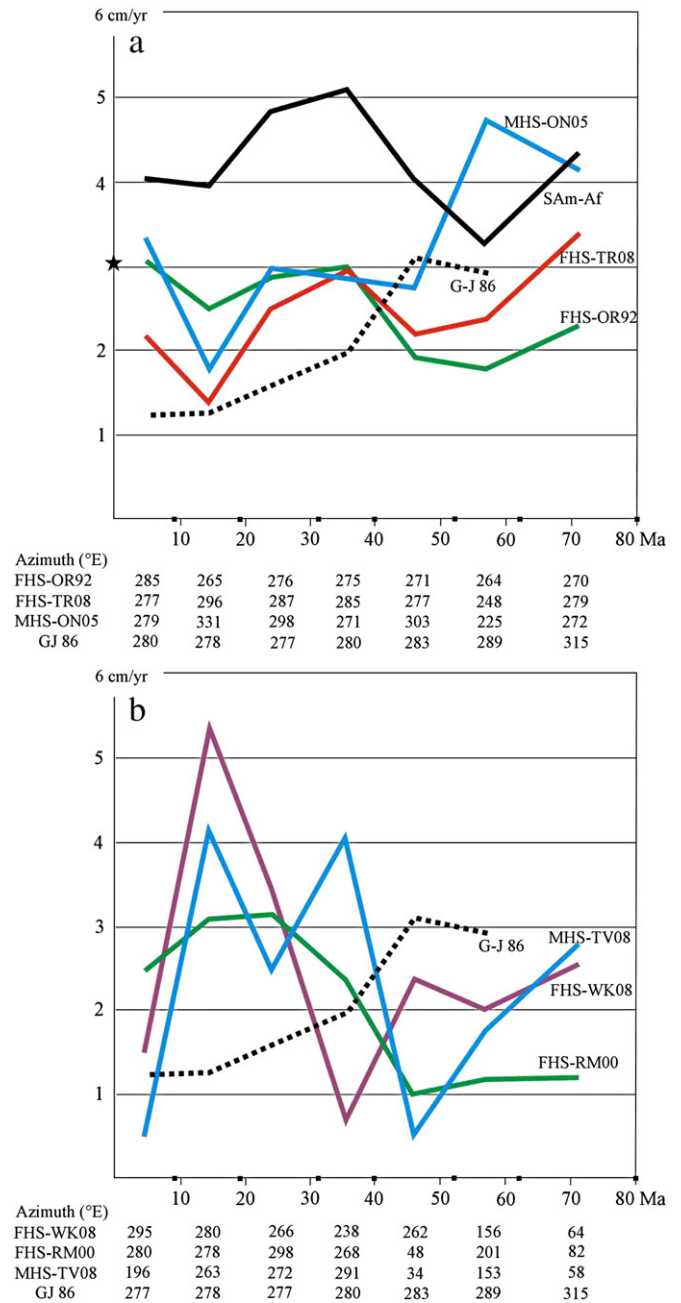 6 cm/yr
a
5
MHS-ON05
4
SAm-Af
FHS-TR08
G-J 86
FHS-OR92
2
1
10 20 30 40 50 60 70 80 Ma
Azimuth (°E)
FHS-OR92 285 265 276 275 271 264 270
FHS-TR08 277 296 287 285 277 248 279
MHS-ON05 279 331 298 271 303 225 272
GJ 86 280 278 277 280 283 289 315
6 cm/yr
b
5
4
3
G-J 86
MHS-TV08
2
FHS-WK08
FHS-RM00
1
10 20 30 40 50 60 70 80 Ma
Azimuth (°E)
FHS-WK08 295 280 266 238 262 156 64
FHS-RM00 280 278 298 268 48 201 82
MHS-TV08 196 263 272 291 34 153 58
GJ 86 277 278 277 280 283 289 315